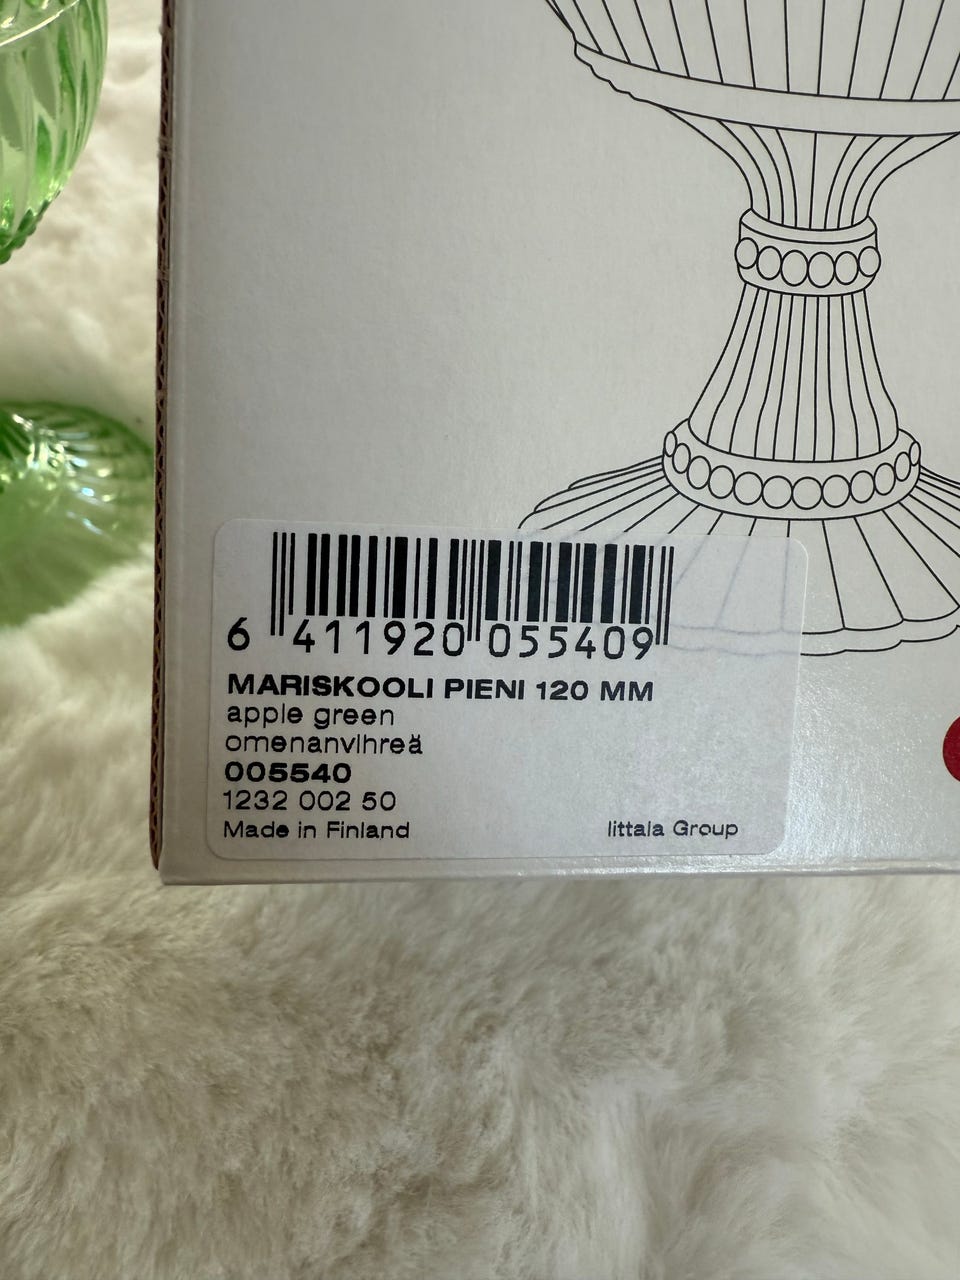 6 411920 055409
MARISKOOLI PIENI 120 MM
apple green
omenanvihreä
005540
1232 002 50
Made in Finland
Iittala Group